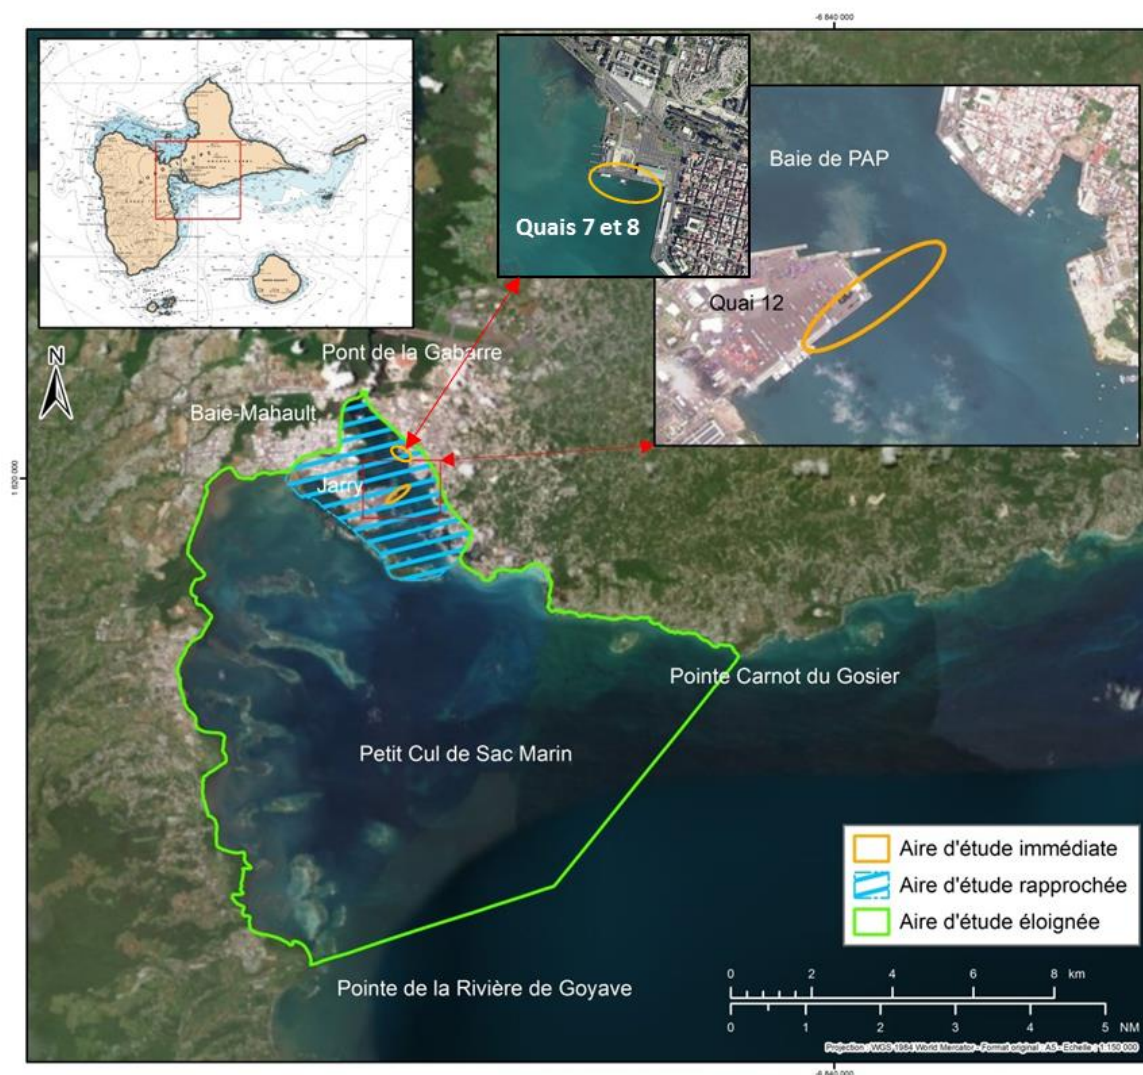 -6 840 000
Baie de PAP
Quais 7 et 8
Quai 12
N
Pont de la Gabarre
Baie-Mahault
1 820 000
Jarry
Pointe Carnot du Gosier
Petit Cul de Sac Marin
Aire d'étude immédiate
Aire d'étude rapprochée
Aire d'étude éloignée
Pointe de la Rivière de Goyave
0 2 4 6 8 km
0 1 2 3 4 5 NM
Projection : WGS 1984 World Mercator - Format original : A5 - Echelle : 1:150 000
-6 840 000